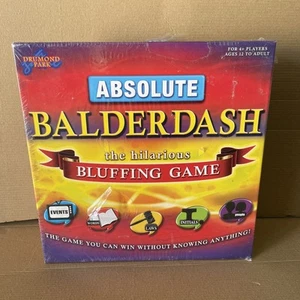 DRUMOND
PARK
FOR 4+ PLAYERS
AGES 12 TO ADULT
ABSOLUTE
BALDERDASH
the hilarious
BLUFFING GAME
EVENTS
WORDS
LAWS
INITIALS
THE GAME YOU CAN WIN WITHOUT KNOWING ANYTHING!